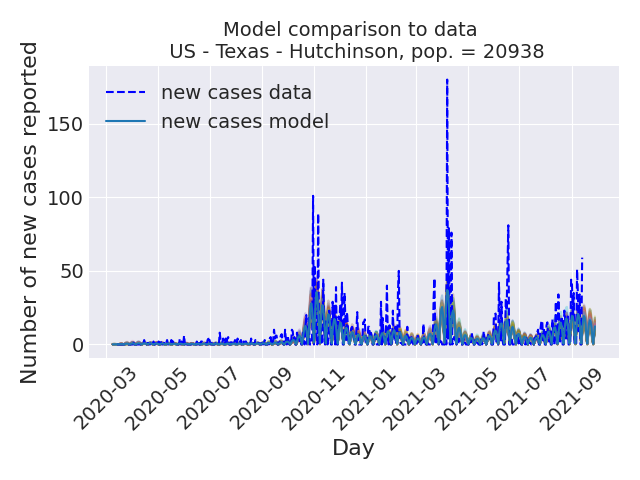 Model comparison to data
US - Texas - Hutchinson, pop. = 20938
Number of new cases reported
150
100
50
0
new cases data
new cases model
2020-03
2020-05
2020-07
2020-09
2020-11
2021-01
2021-03
2021-05
2021-07
2021-09
Day